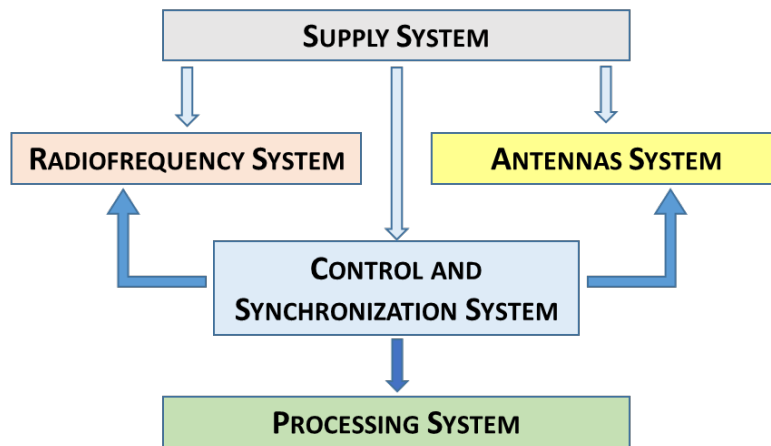 SUPPLY SYSTEM
RADIOFREQUENCY SYSTEM
ANTENNAS SYSTEM
CONTROL AND
SYNCHRONIZATION SYSTEM
PROCESSING SYSTEM